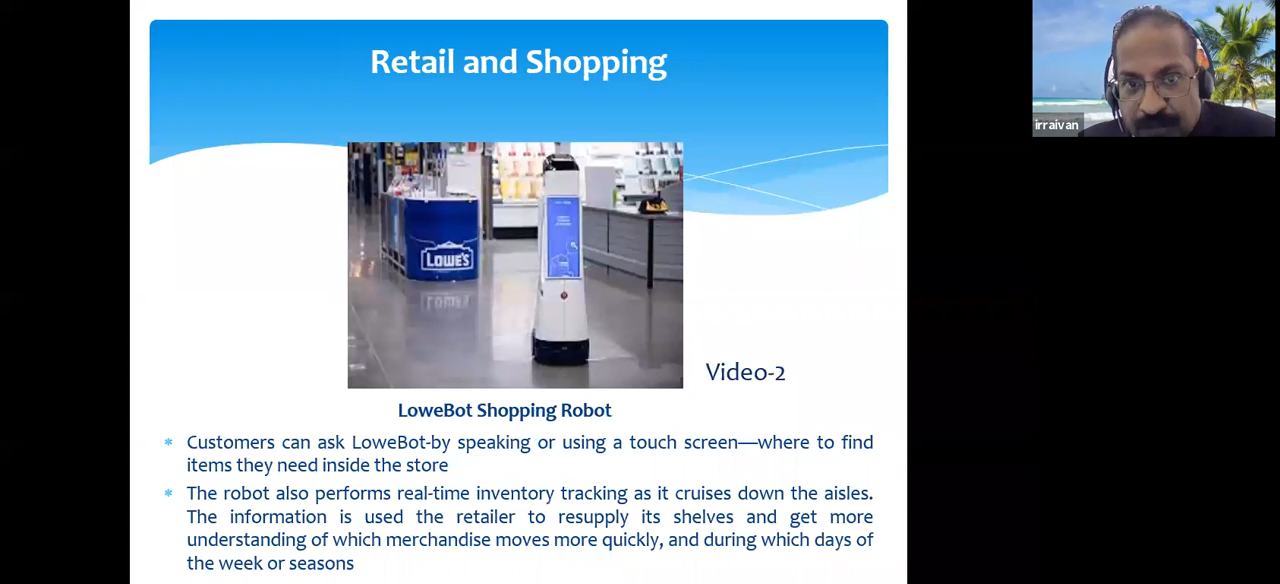 Retail and Shopping
irraivan
LOWE'S
Video-2
LoweBot Shopping Robot
* Customers can ask LoweBot-by speaking or using a touch screen—where to find
items they need inside the store
* The robot also performs real-time inventory tracking as it cruises down the aisles.
The information is used the retailer to resupply its shelves and get more
understanding of which merchandise moves more quickly, and during which days of
the week or seasons